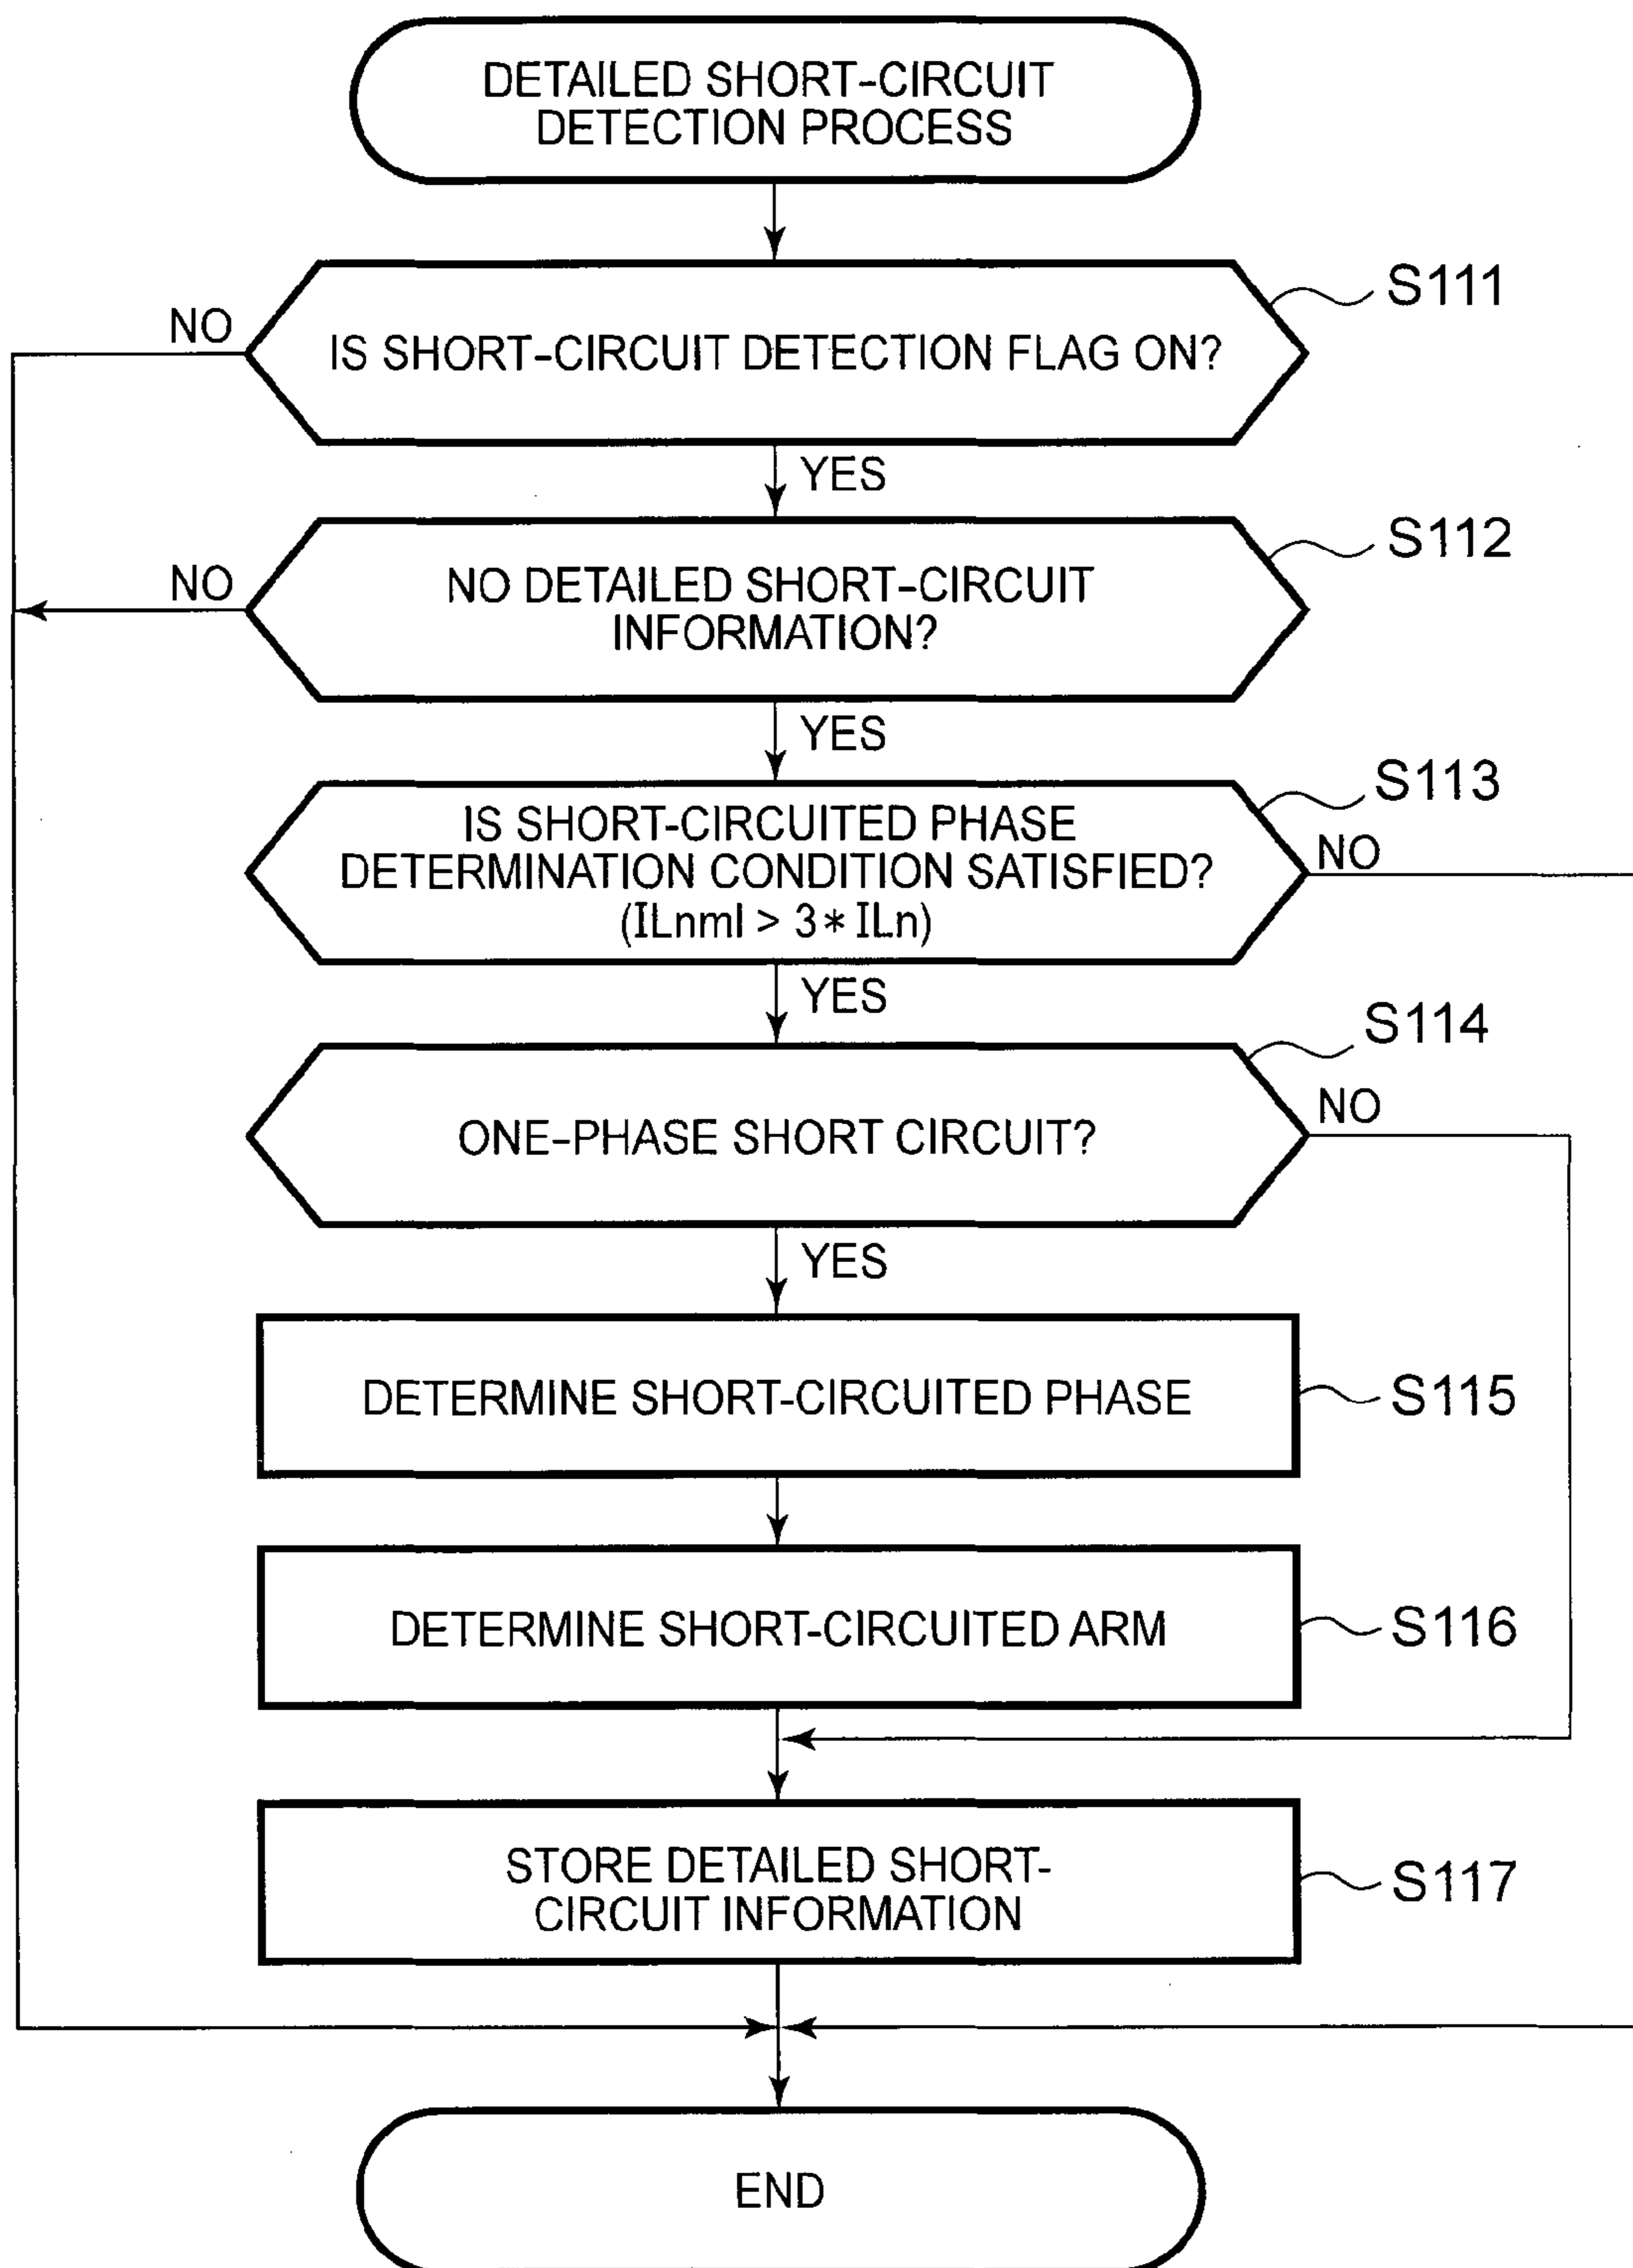 DETAILED SHORT-CIRCUIT
DETECTION PROCESS
S111
NO
IS SHORT-CIRCUIT DETECTION FLAG ON?
YES
S112
NO
NO DETAILED SHORT-CIRCUIT
INFORMATION?
YES
S113
IS SHORT-CIRCUITED PHASE
DETERMINATION CONDITION SATISFIED?
(ILnml > 3 * ILn)
NO
YES
S114
NO
ONE-PHASE SHORT CIRCUIT?
YES
DETERMINE SHORT-CIRCUITED PHASE
S115
DETERMINE SHORT-CIRCUITED ARM
S116
STORE DETAILED SHORT-
CIRCUIT INFORMATION
S117
END